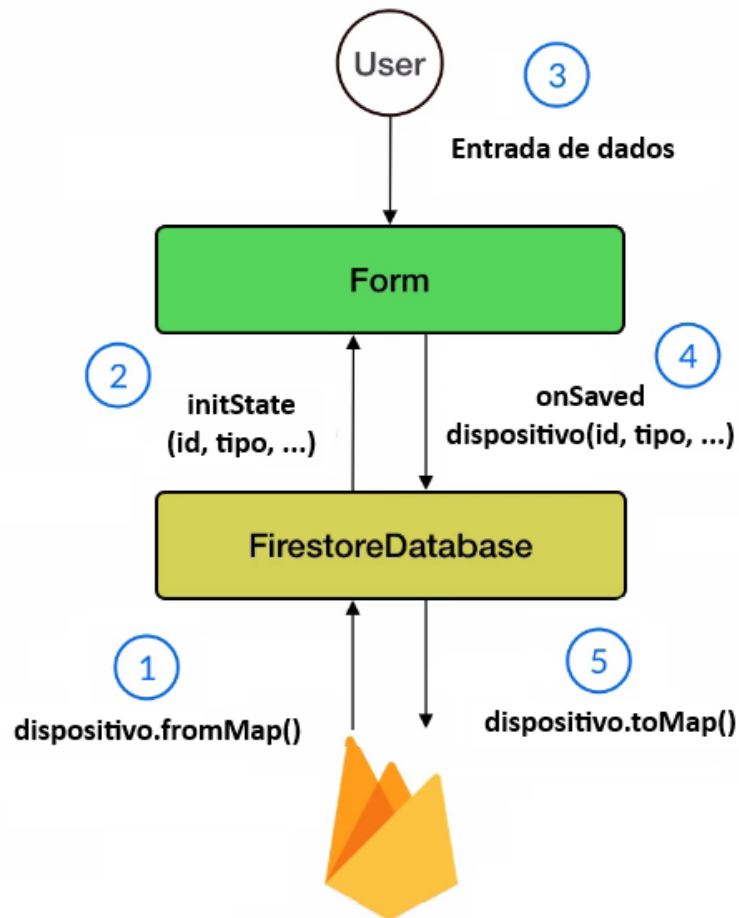 User
3
Entrada de dados
Form
2
4
initState
(id, tipo, ...)
onSaved
dispositivo(id, tipo, ...)
FirestoreDatabase
1
5
dispositivo.fromMap()
dispositivo.toMap()